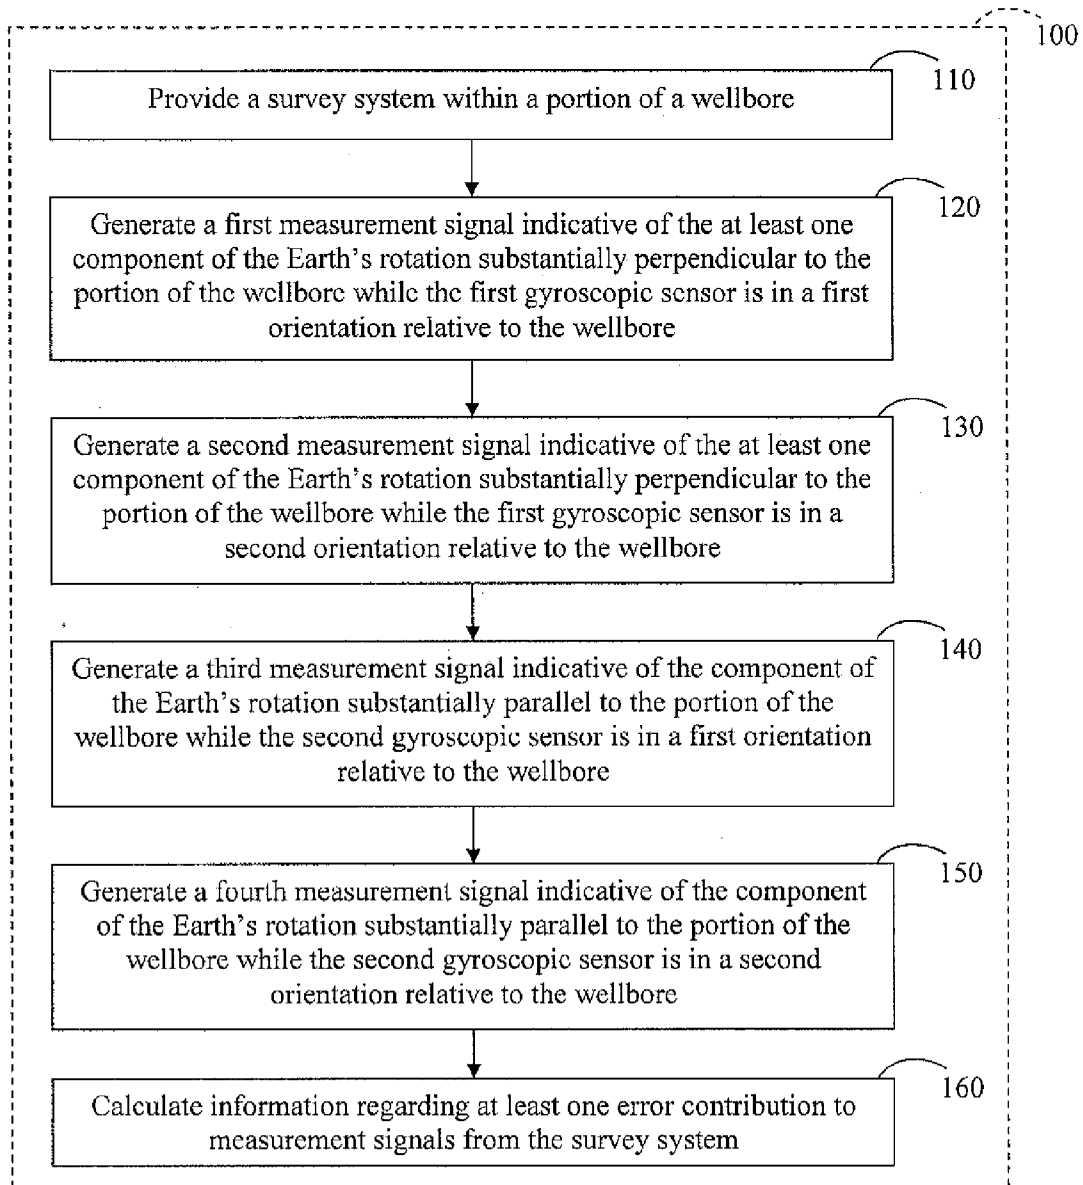 100
110
Provide a survey system within a portion of a wellbore
120
Generate a first measurement signal indicative of the at least one
component of the Earth's rotation substantially perpendicular to the
portion of the wellbore while the first gyroscopic sensor is in a first
orientation relative to the wellbore
130
Generate a second measurement signal indicative of the at least one
component of the Earth's rotation substantially perpendicular to the
portion of the wellbore while the first gyroscopic sensor is in a
second orientation relative to the wellbore
140
Generate a third measurement signal indicative of the component of
the Earth's rotation substantially parallel to the portion of the
wellbore while the second gyroscopic sensor is in a first orientation
relative to the wellbore
150
Generate a fourth measurement signal indicative of the component
of the Earth's rotation substantially parallel to the portion of the
wellbore while the second gyroscopic sensor is in a second
orientation relative to the wellbore
160
Calculate information regarding at least one error contribution to
measurement signals from the survey system